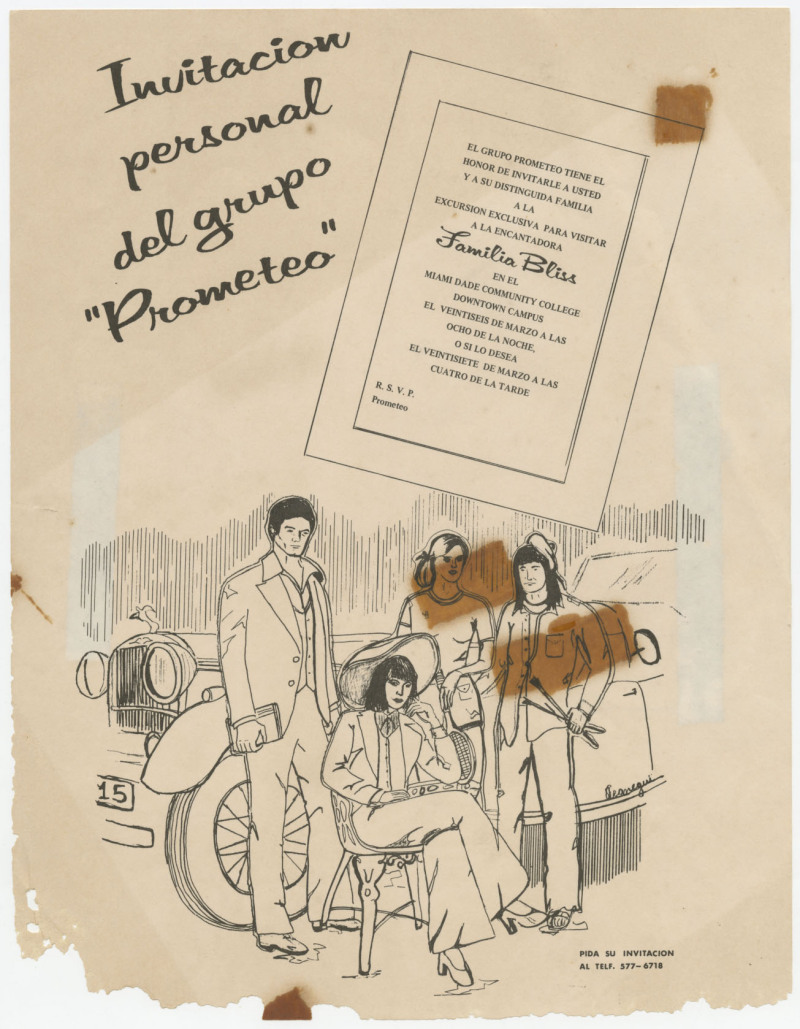 Invitacion
personal
del grupo
"Prometeo"
EL GRUPO PROMETEO TIENE EL
HONOR DE INVITARLE A USTED
Y A SU DISTINGUIDA FAMILIA
A LA
EXCURSION EXCLUSIVA PARA VISITAR
A LA ENCANTADORA
Familia Bliss
EN EL
MIAMI DADE COMMUNITY COLLEGE
DOWNTOWN CAMPUS
EL VEINTISEIS DE MARZO A LAS
OCHO DE LA NOCHE,
O SI LO DESEA
EL VEINTISIETE DE MARZO A LAS
CUATRO DE LA TARDE
R. S. V. P.
Prometeo
15
PIDA SU INVITACION
AL TELF. 577-6718